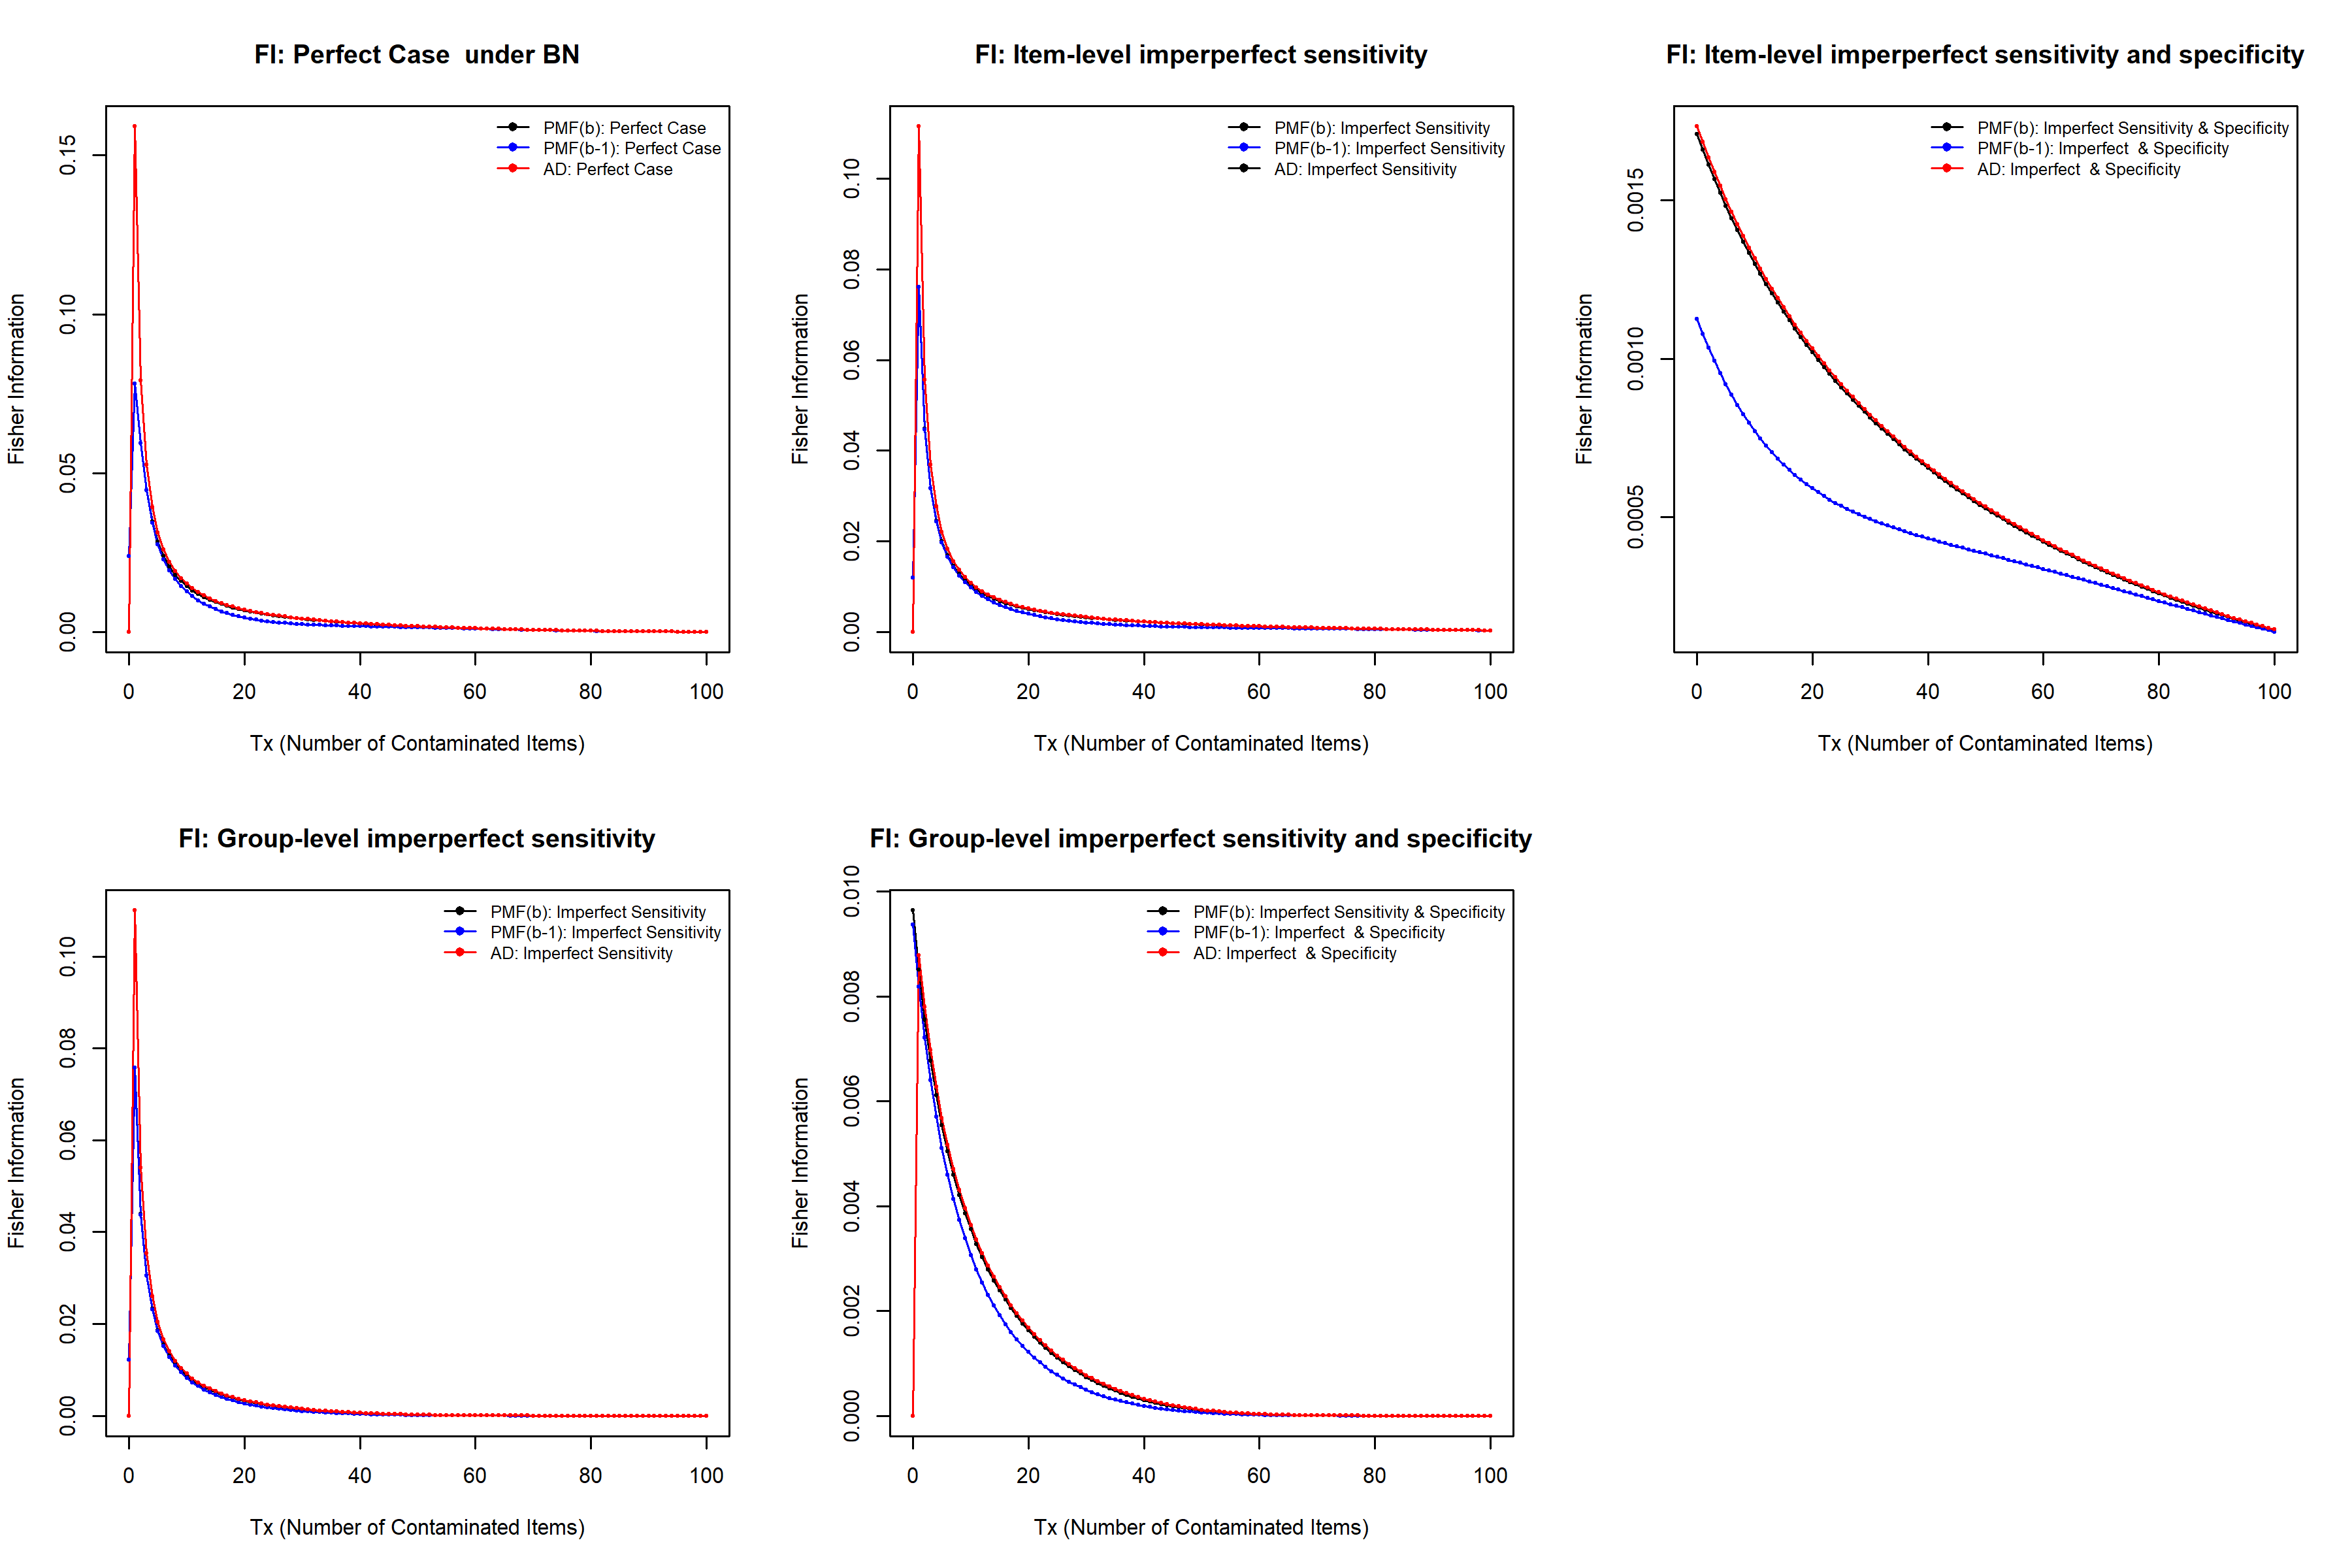 FI: Perfect Case  under BN
PMF(b): Perfect Case
PMF(b-1): Perfect Case
AD: Perfect Case
Fisher Information
0.15
0.10
0.05
0.00
0 20 40 60 80 100
Tx (Number of Contaminated Items)
FI: Item-level imperperfect sensitivity
PMF(b): Imperfect Sensitivity
PMF(b-1): Imperfect Sensitivity
AD: Imperfect Sensitivity
Fisher Information
0.10
0.08
0.06
0.04
0.02
0.00
0 20 40 60 80 100
Tx (Number of Contaminated Items)
FI: Item-level imperperfect sensitivity and specificity
PMF(b): Imperfect Sensitivity & Specificity
PMF(b-1): Imperfect  & Specificity
AD: Imperfect  & Specificity
Fisher Information
0.0015
0.0010
0.0005
0 20 40 60 80 100
Tx (Number of Contaminated Items)
FI: Group-level imperperfect sensitivity
PMF(b): Imperfect Sensitivity
PMF(b-1): Imperfect Sensitivity
AD: Imperfect Sensitivity
Fisher Information
0.10
0.08
0.06
0.04
0.02
0.00
0 20 40 60 80 100
Tx (Number of Contaminated Items)
FI: Group-level imperperfect sensitivity and specificity
PMF(b): Imperfect Sensitivity & Specificity
PMF(b-1): Imperfect  & Specificity
AD: Imperfect  & Specificity
Fisher Information
0.010
0.008
0.006
0.004
0.002
0.000
0 20 40 60 80 100
Tx (Number of Contaminated Items)